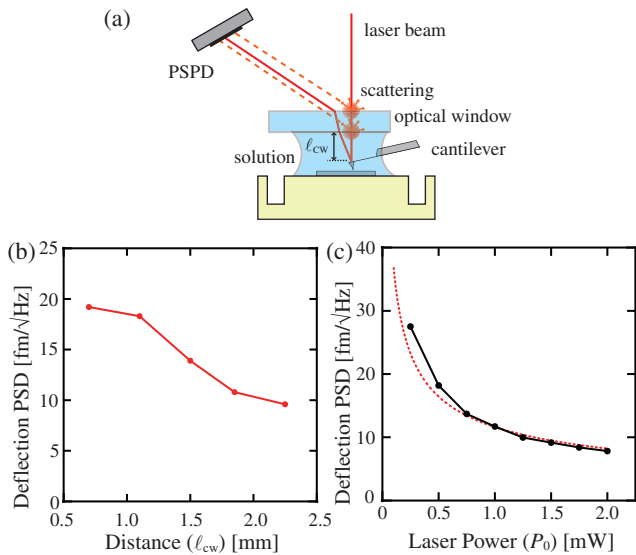 (a)
laser beam
PSPD
scattering
optical window
ℓcw
solution
cantilever
(b)
Deflection PSD [fm/√Hz]
25
20
15
10
5
0
0.5 1.0 1.5 2.0 2.5
Distance (ℓcw) [mm]
(c)
Deflection PSD [fm/√Hz]
40
30
20
10
0
0.5 1.0 1.5 2.0
Laser Power (P0) [mW]